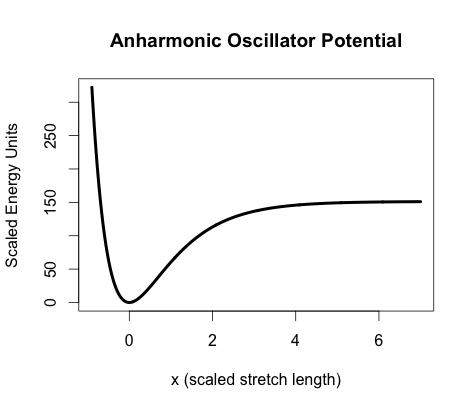 Anharmonic Oscillator Potential
Scaled Energy Units
250
150
50
0
0 2 4 6
x (scaled stretch length)